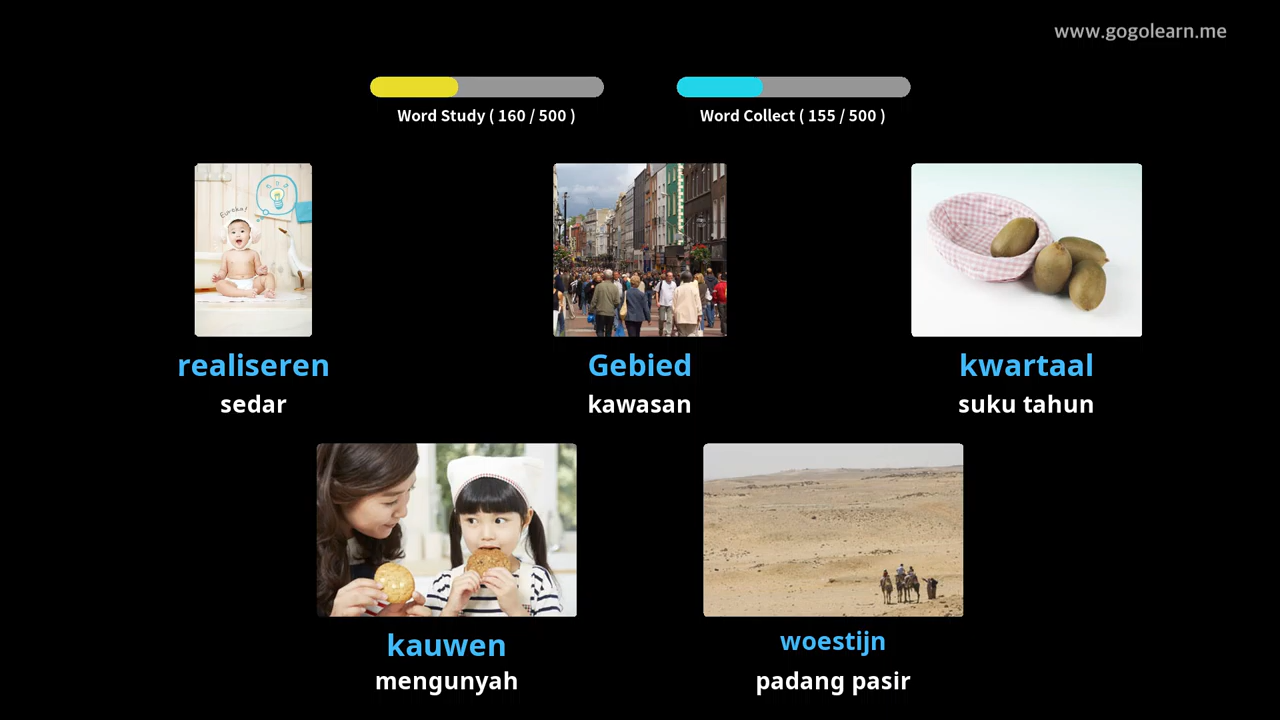 www.gogolearn.me
Word Study ( 160 / 500 )
Word Collect ( 155 / 500 )
Eureka!
realiseren
Gebied
kwartaal
sedar
kawasan
suku tahun
kauwen
woestijn
mengunyah
padang pasir